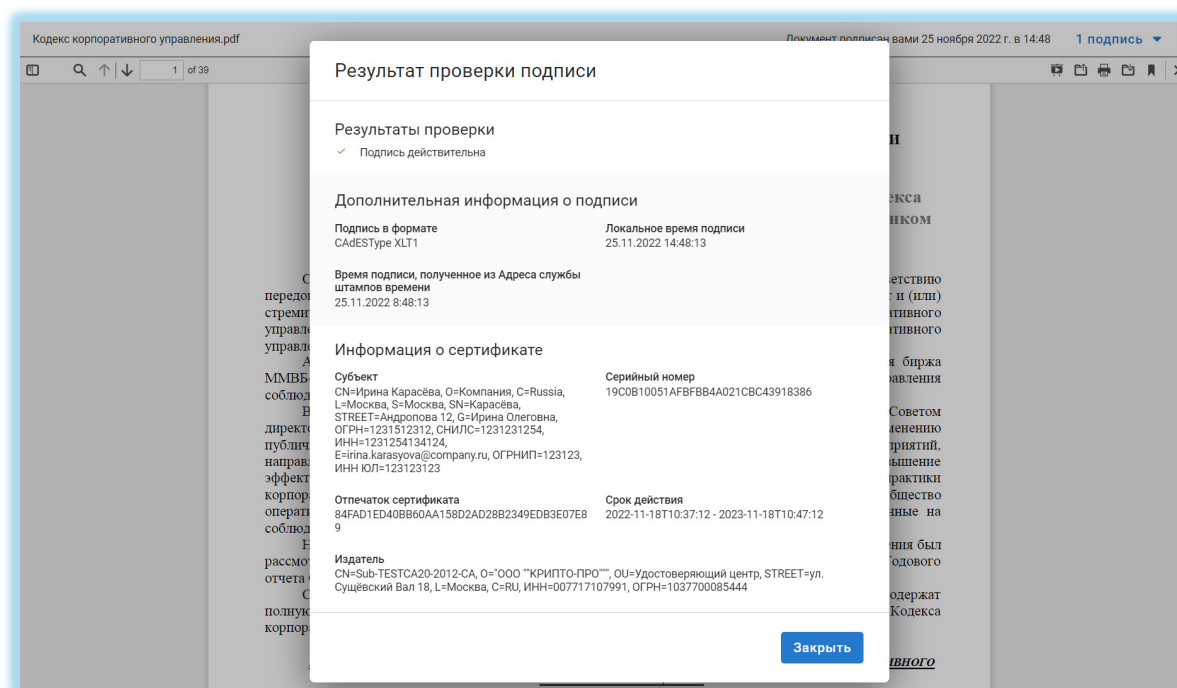 Кодекс корпоративного управления.pdf
Документ подписан вами 25 ноября 2022 г. в 14:48
1 подпись
1 of 39
Результат проверки подписи
Результаты проверки
Подпись действительна
Дополнительная информация о подписи
Подпись в формате
CAdESType XLT1
Локальное время подписи
25.11.2022 14:48:13
Время подписи, полученное из Адреса службы
штампов времени
25.11.2022 8:48:13
Информация о сертификате
Субъект
CN=Ирина Карасёва, O=Компания, C=Russia,
L=Москва, S=Москва, SN=Карасёва,
STREET=Андропова 12, G=Ирина Олеговна,
ОГРН=1231512312, СНИЛС=1231231254,
ИНН=1231254134124,
E=irina.karasyova@company.ru, ОГРНИП=123123,
ИНН ЮЛ=123123123
Серийный номер
19C0B10051AFBFBB4A021CBC43918386
Отпечаток сертификата
84FAD1ED40BB60AA158D2AD28B2349EDB3E07E8
9
Срок действия
2022-11-18T10:37:12 - 2023-11-18T10:47:12
Издатель
CN=Sub-TESTCA20-2012-CA, O="ООО ""КРИПТО-ПРО""", OU=Удостоверяющий центр, STREET=ул.
Сущёвский Вал 18, L=Москва, C=RU, ИНН=007717107991, ОГРН=1037700085444
Закрыть